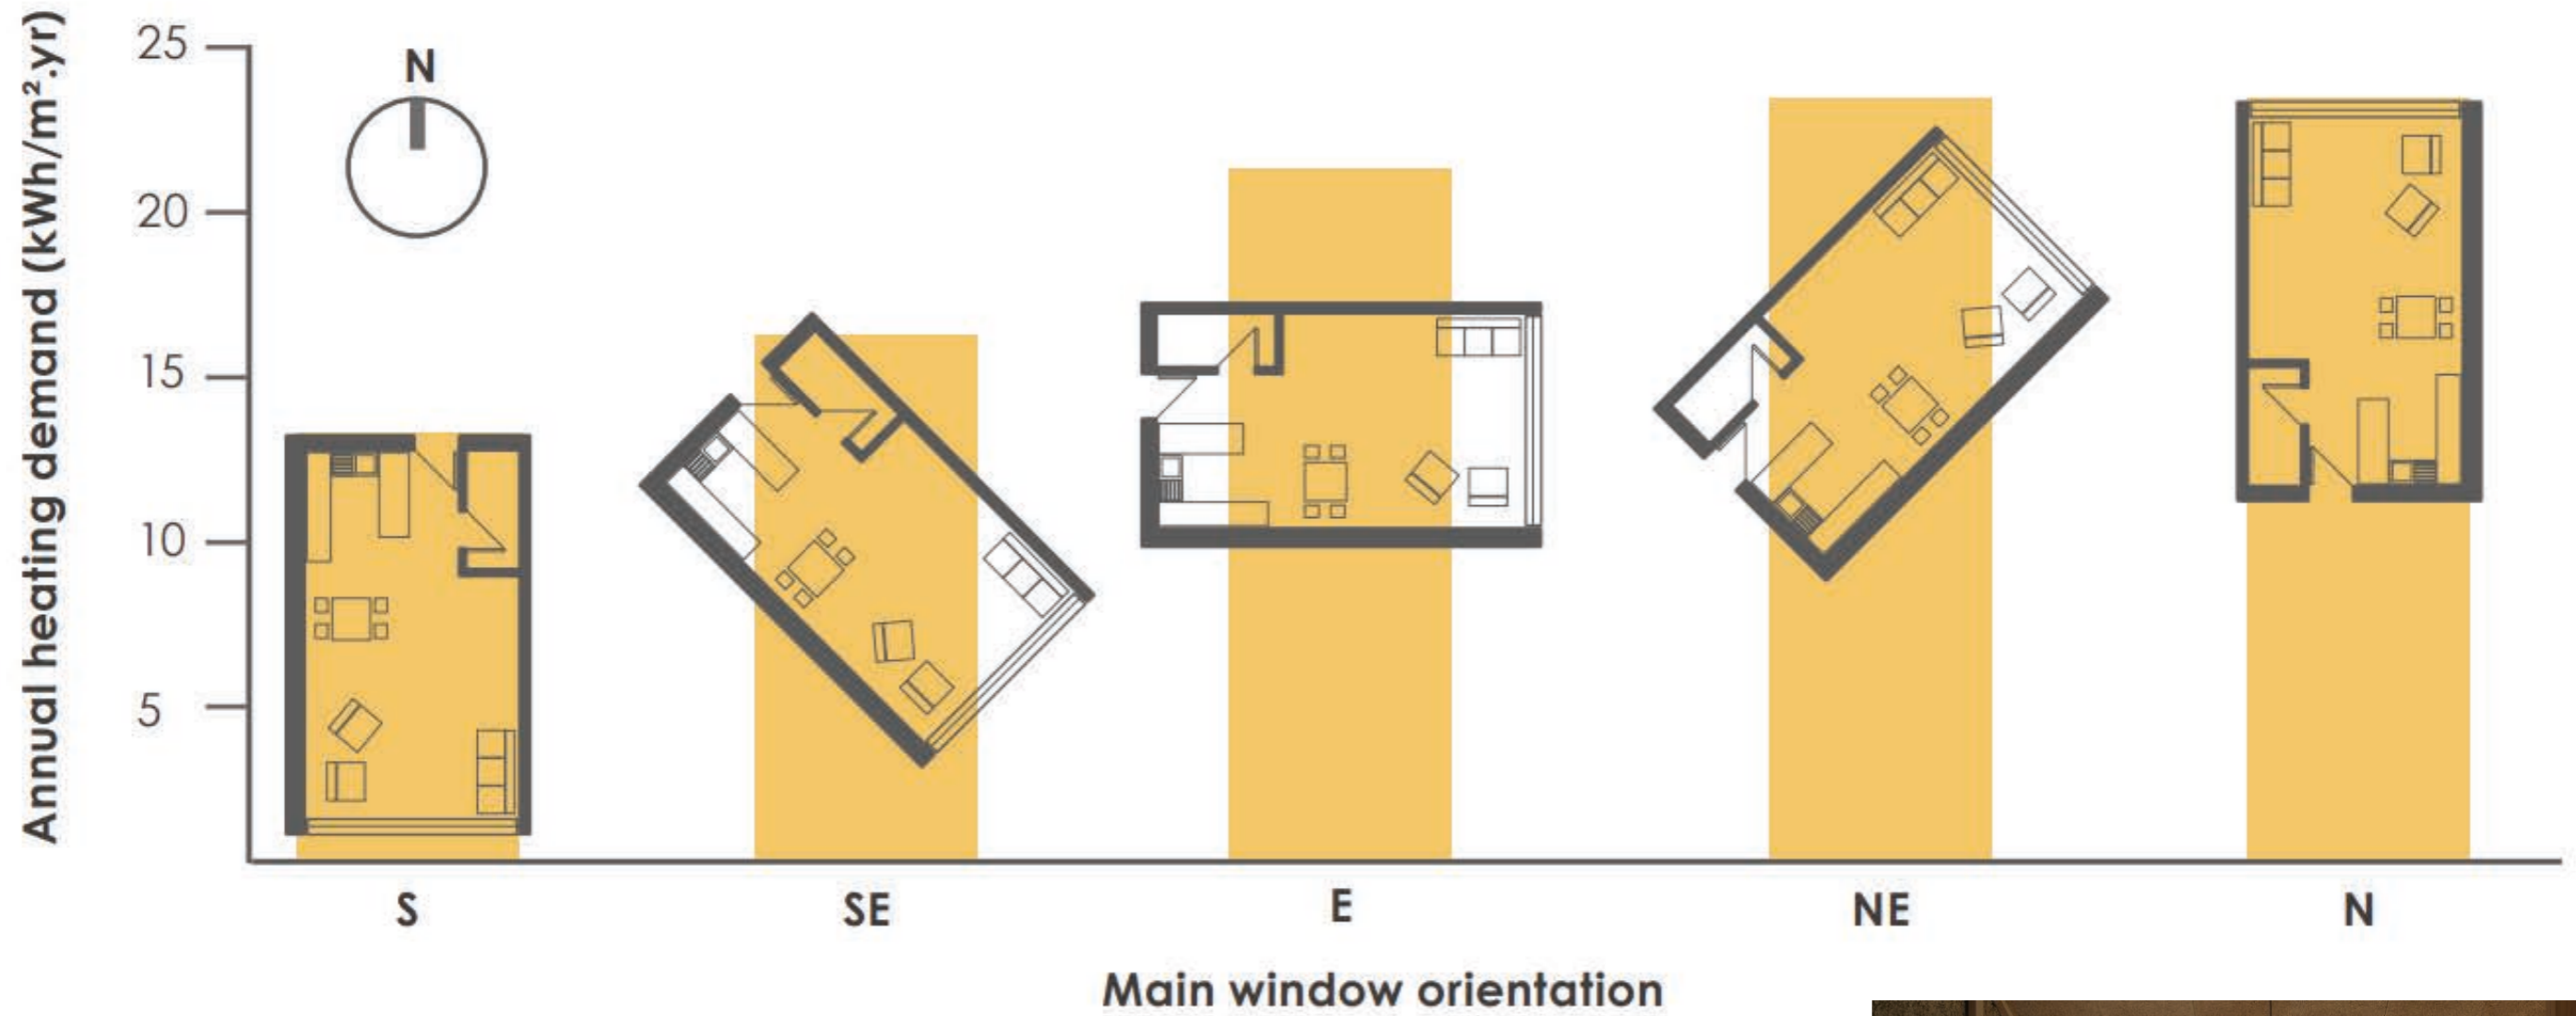 Annual heating demand (kWh/m².yr)
25
20
15
10
5
N
S
SE
E
NE
N
Main window orientation